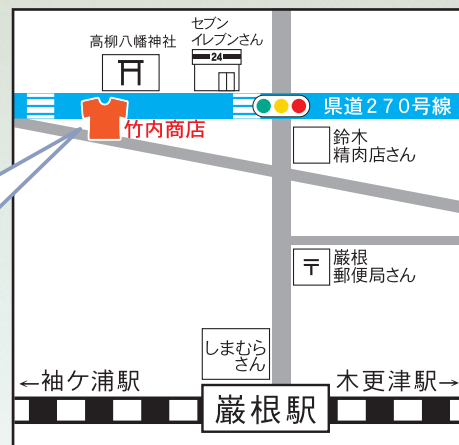 高柳八幡神社
セブン
イレブンさん
24
県道270号線
竹内商店
鈴木
精肉店さん
〒
巌根
郵便局さん
しまむら
さん
←袖ケ浦駅
木更津駅→
巌根駅